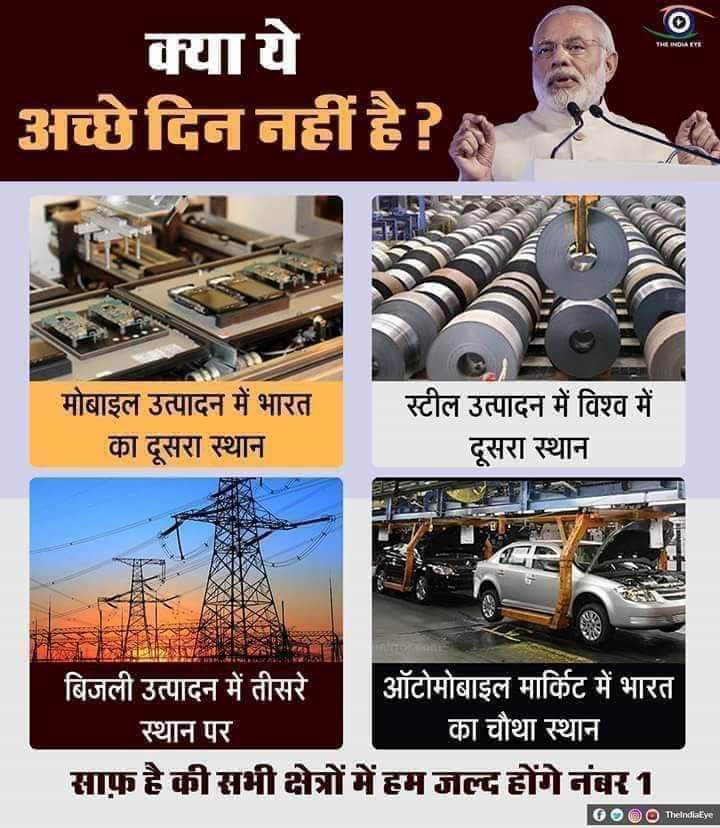 क्या ये
THE INDIA EYE
अच्छे दिन नहीं है ?
मोबाइल उत्पादन में भारत
का दूसरा स्थान
स्टील उत्पादन में विश्व में
दूसरा स्थान
बिजली उत्पादन में तीसरे
स्थान पर
ऑटोमोबाइल मार्किट में भारत
का चौथा स्थान
साफ़ है की सभी क्षेत्रों में हम जल्द होंगे नंबर 1
TheIndiaEye